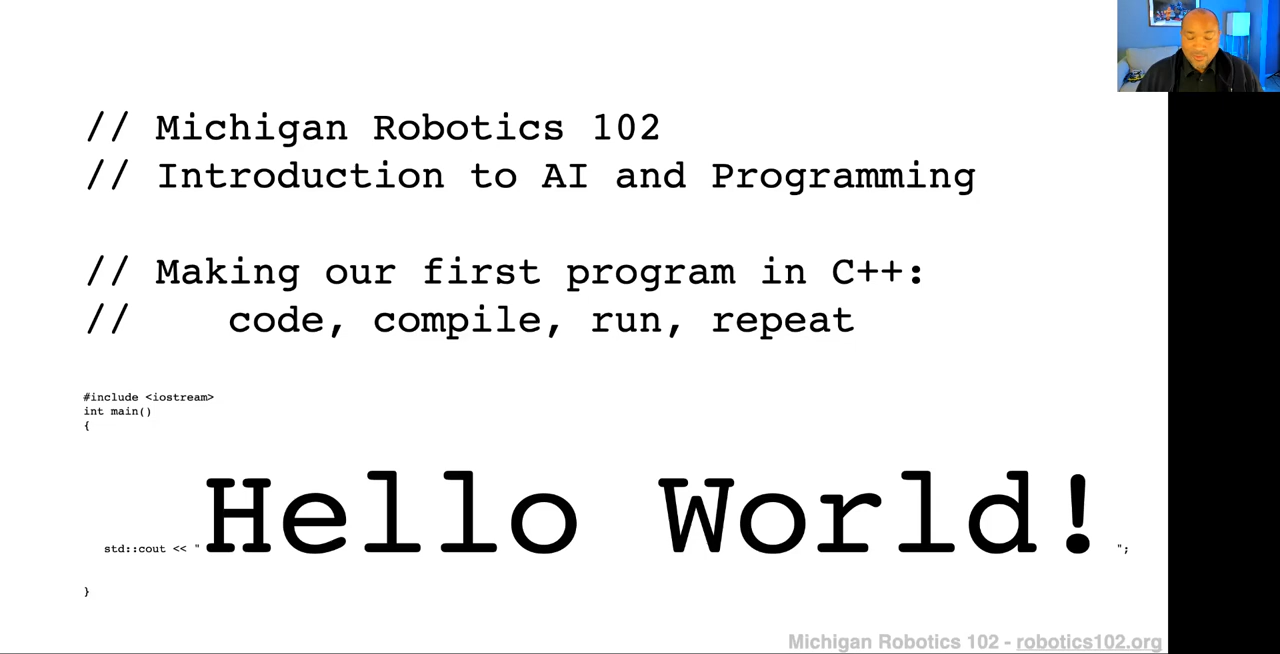 // Michigan Robotics 102
// Introduction to AI and Programming
// Making our first program in C++:
// code, compile, run, repeat
#include <iostream>
int main()
{
std::cout << "Hello World!";
}
Michigan Robotics 102 - robotics102.org